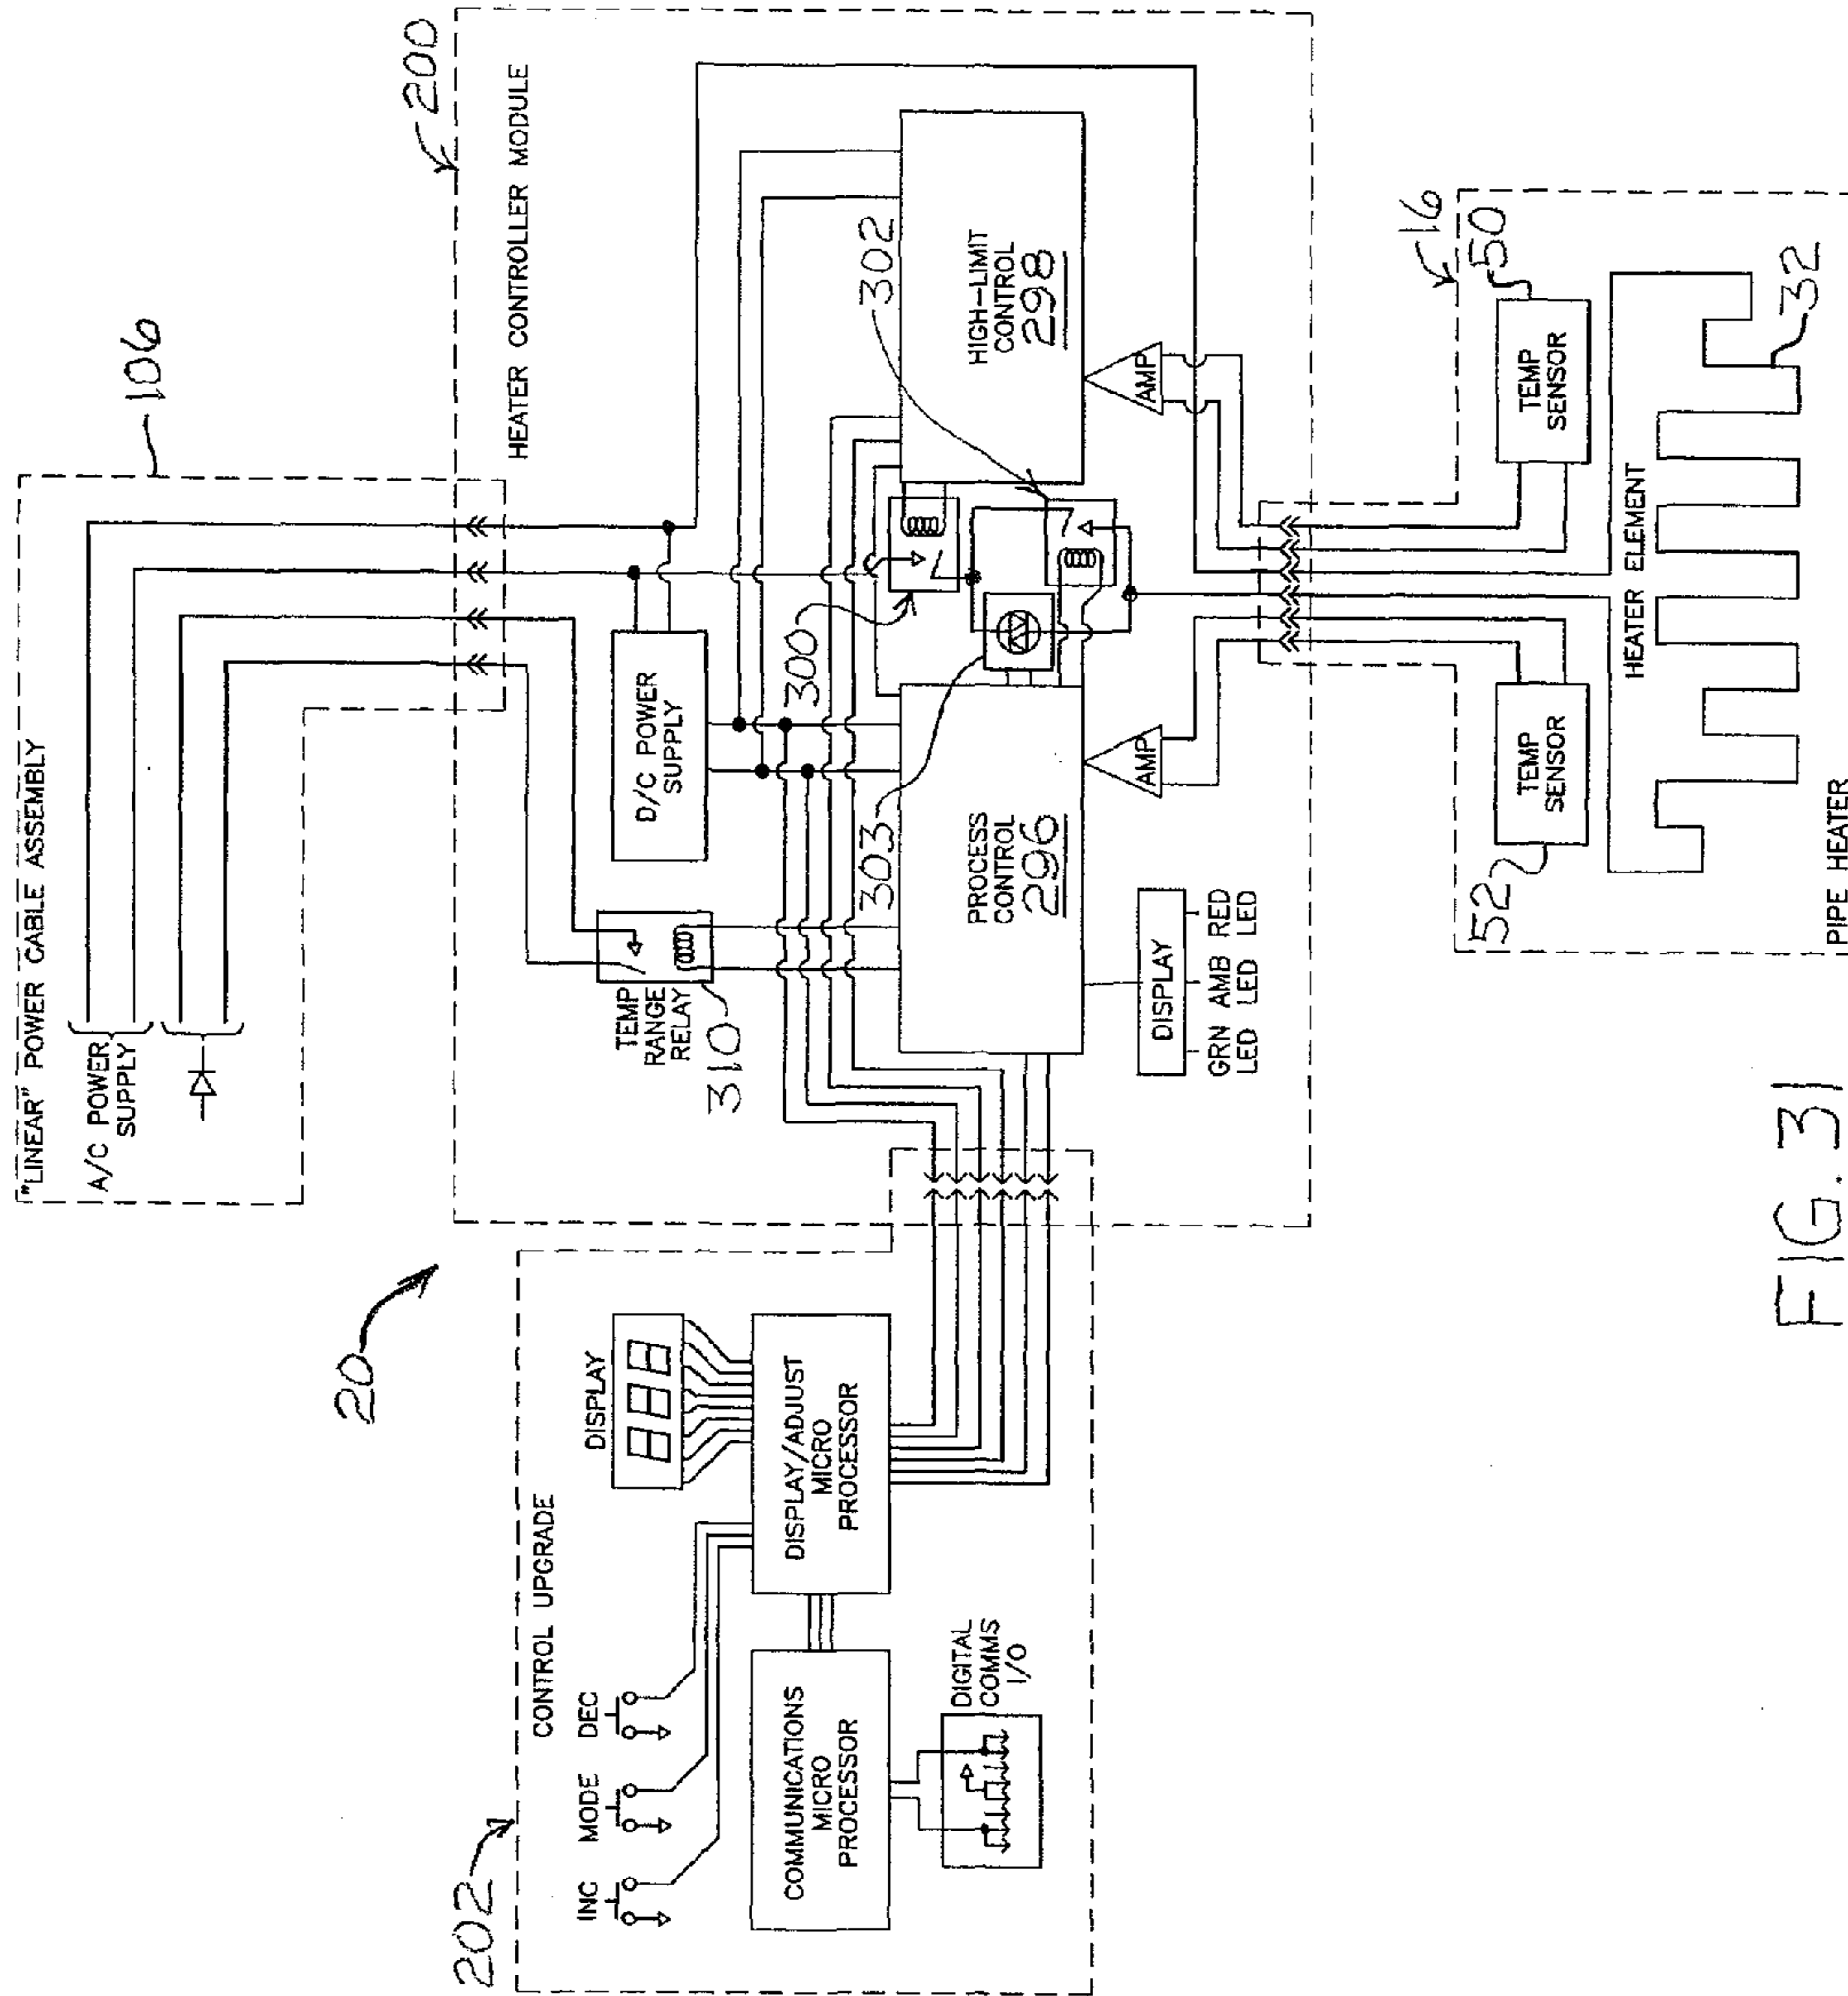 "LINEAR" POWER CABLE ASSEMBLY
A/C POWER
SUPPLY
106
20
200
HEATER CONTROLLER MODULE
TEMP
RANGE
RELAY
310
D/C POWER
SUPPLY
300
302
303
PROCESS
CONTROL
296
HIGH-LIMIT
CONTROL
298
AMP
AMP
DISPLAY
GRN AMB RED
LED LED LED
202
CONTROL UPGRADE
INC
MODE
DEC
DISPLAY
888
COMMUNICATIONS
MICRO
PROCESSOR
DISPLAY/ADJUST
MICRO
PROCESSOR
DIGITAL
COMMS
I/O
16
52
TEMP
SENSOR
TEMP
SENSOR
50
HEATER ELEMENT
32
PIPE HEATER
FIG. 31